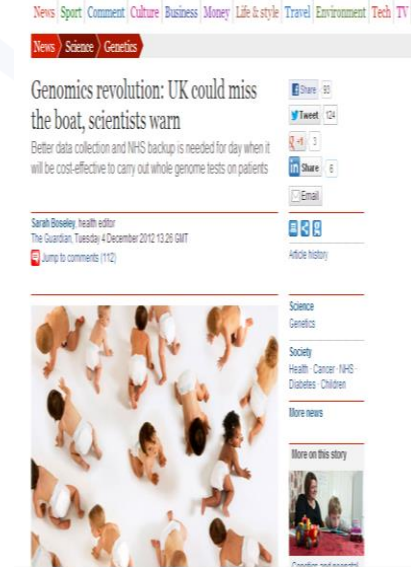 News Sport Comment Culture Business Money Life & style Travel Environment Tech TV
News Science Genetics
Genomics revolution: UK could miss
the boat, scientists warn
Better data collection and NHS backup is needed for day when it
will be cost-effective to carry out whole genome tests on patients
Sarah Boseley, health editor
The Guardian, Tuesday 4 December 2012 13.26 GMT
Jump to comments (112)
Share 93
Tweet 124
+1 3
in Share 6
Email
Article history
Science
Genetics
Society
Health · Cancer · NHS ·
Diabetes · Children
More news
More on this story
Genetics and neonatal